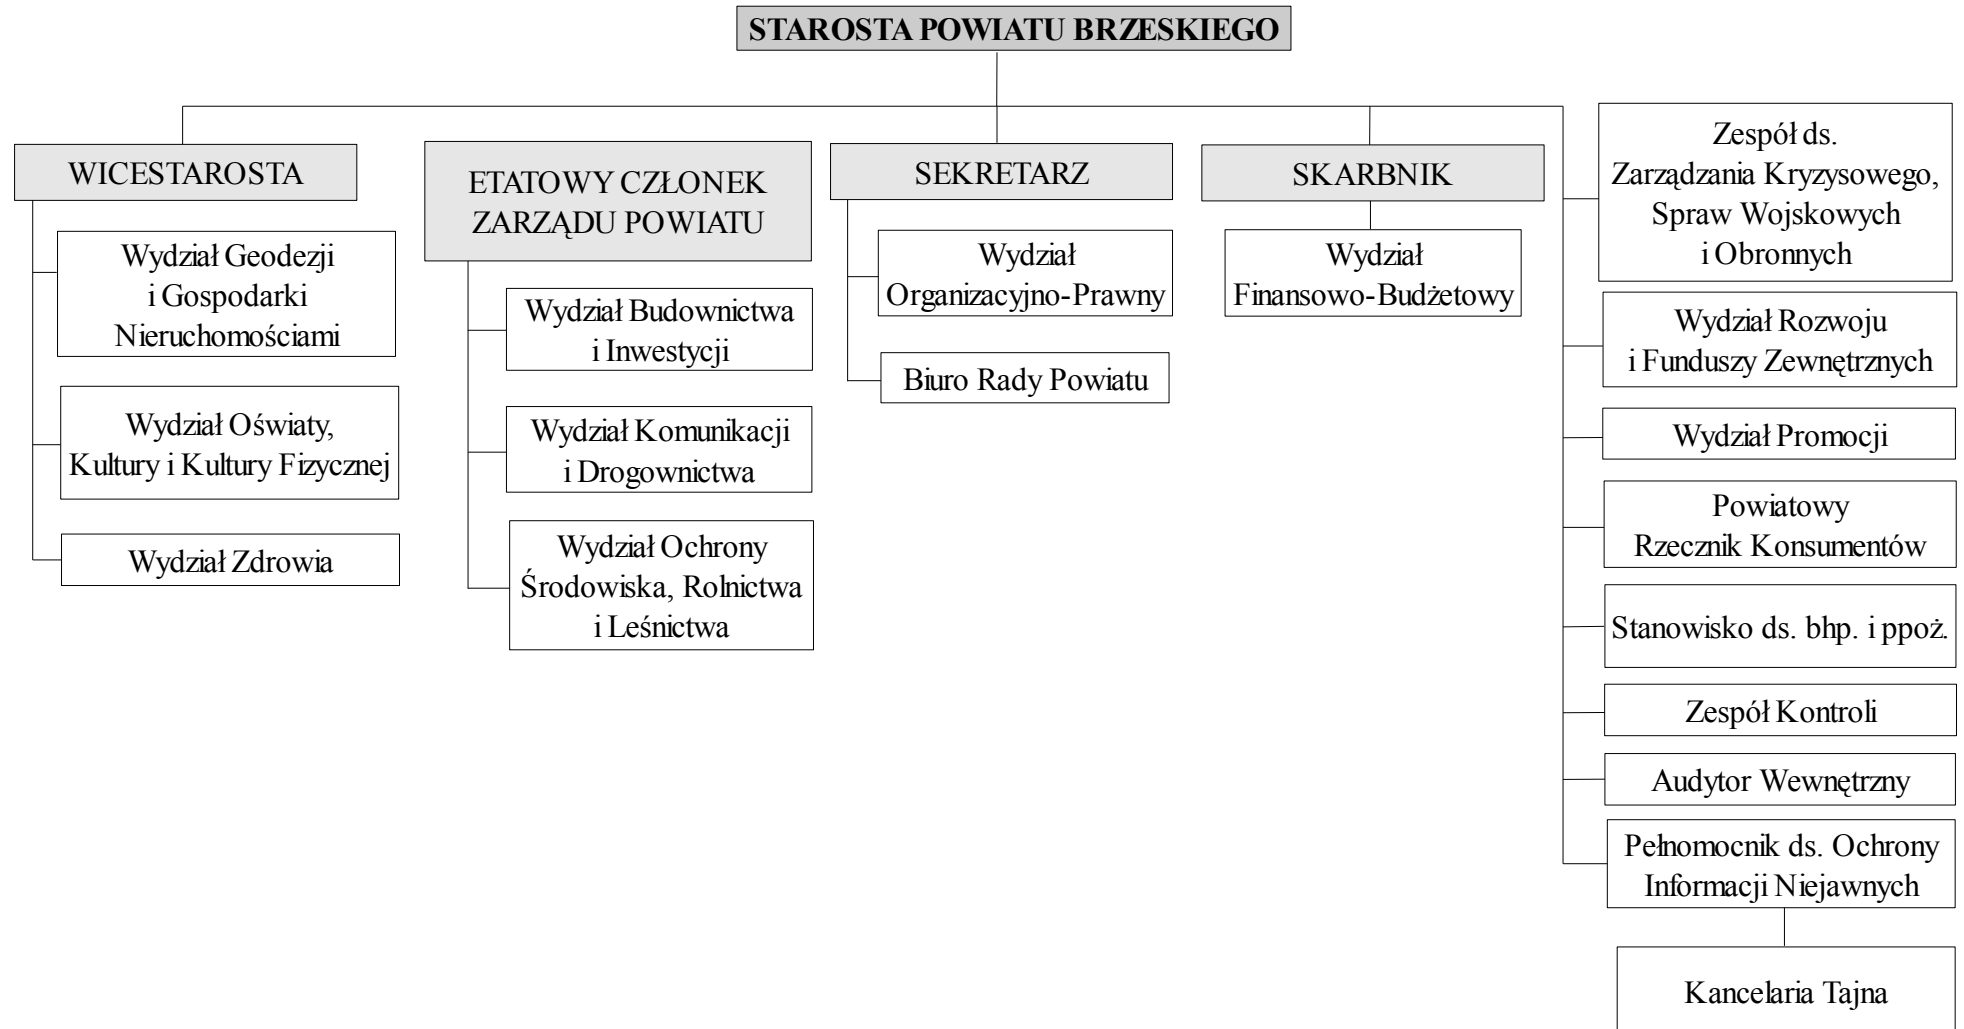 STAROSTA POWIATU BRZESKIEGO
WICESTAROSTA
Wydział Geodezji
i Gospodarki
Nieruchomościami
Wydział Oświaty,
Kultury i Kultury Fizycznej
Wydział Zdrowia
ETATOWY CZŁONEK
ZARZĄDU POWIATU
Wydział Budownictwa
i Inwestycji
Wydział Komunikacji
i Drogownictwa
Wydział Ochrony
Środowiska, Rolnictwa
i Leśnictwa
SEKRETARZ
Wydział
Organizacyjno-Prawny
Biuro Rady Powiatu
SKARBNIK
Wydział
Finansowo-Budżetowy
Zespół ds.
Zarządzania Kryzysowego,
Spraw Wojskowych
i Obronnych
Wydział Rozwoju
i Funduszy Zewnętrznych
Wydział Promocji
Powiatowy
Rzecznik Konsumentów
Stanowisko ds. bhp. i ppoż.
Zespół Kontroli
Audytor Wewnętrzny
Pełnomocnik ds. Ochrony
Informacji Niejawnych
Kancelaria Tajna